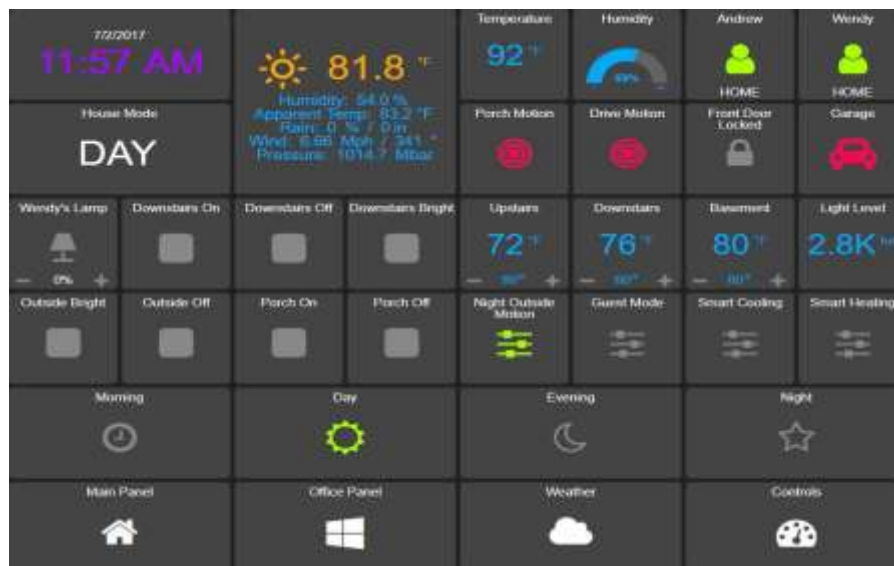 7/2/2017
11:57 AM
81.8 °F
Humidity: 54.0 %
Apparent Temp: 83.2 °F
Rain: 0 % / 0 in
Wind: 6.66 Mph / 341 °
Pressure: 1014.7 Mbar
Temperature
92 °F
Humidity
Andrew
HOME
Wendy
HOME
House Mode
DAY
Porch Motion
Drive Motion
Front Door
Locked
Garage
Wendy's Lamp
0%
Downstairs On
Downstairs Off
Downstairs Bright
Upstairs
72 °F
Downstairs
76 °F
Basement
80 °F
Light Level
2.8K
Outside Bright
Outside Off
Porch On
Porch Off
Night Outside
Motion
Guest Mode
Smart Cooling
Smart Heating
Morning
Day
Evening
Night
Main Panel
Office Panel
Weather
Controls